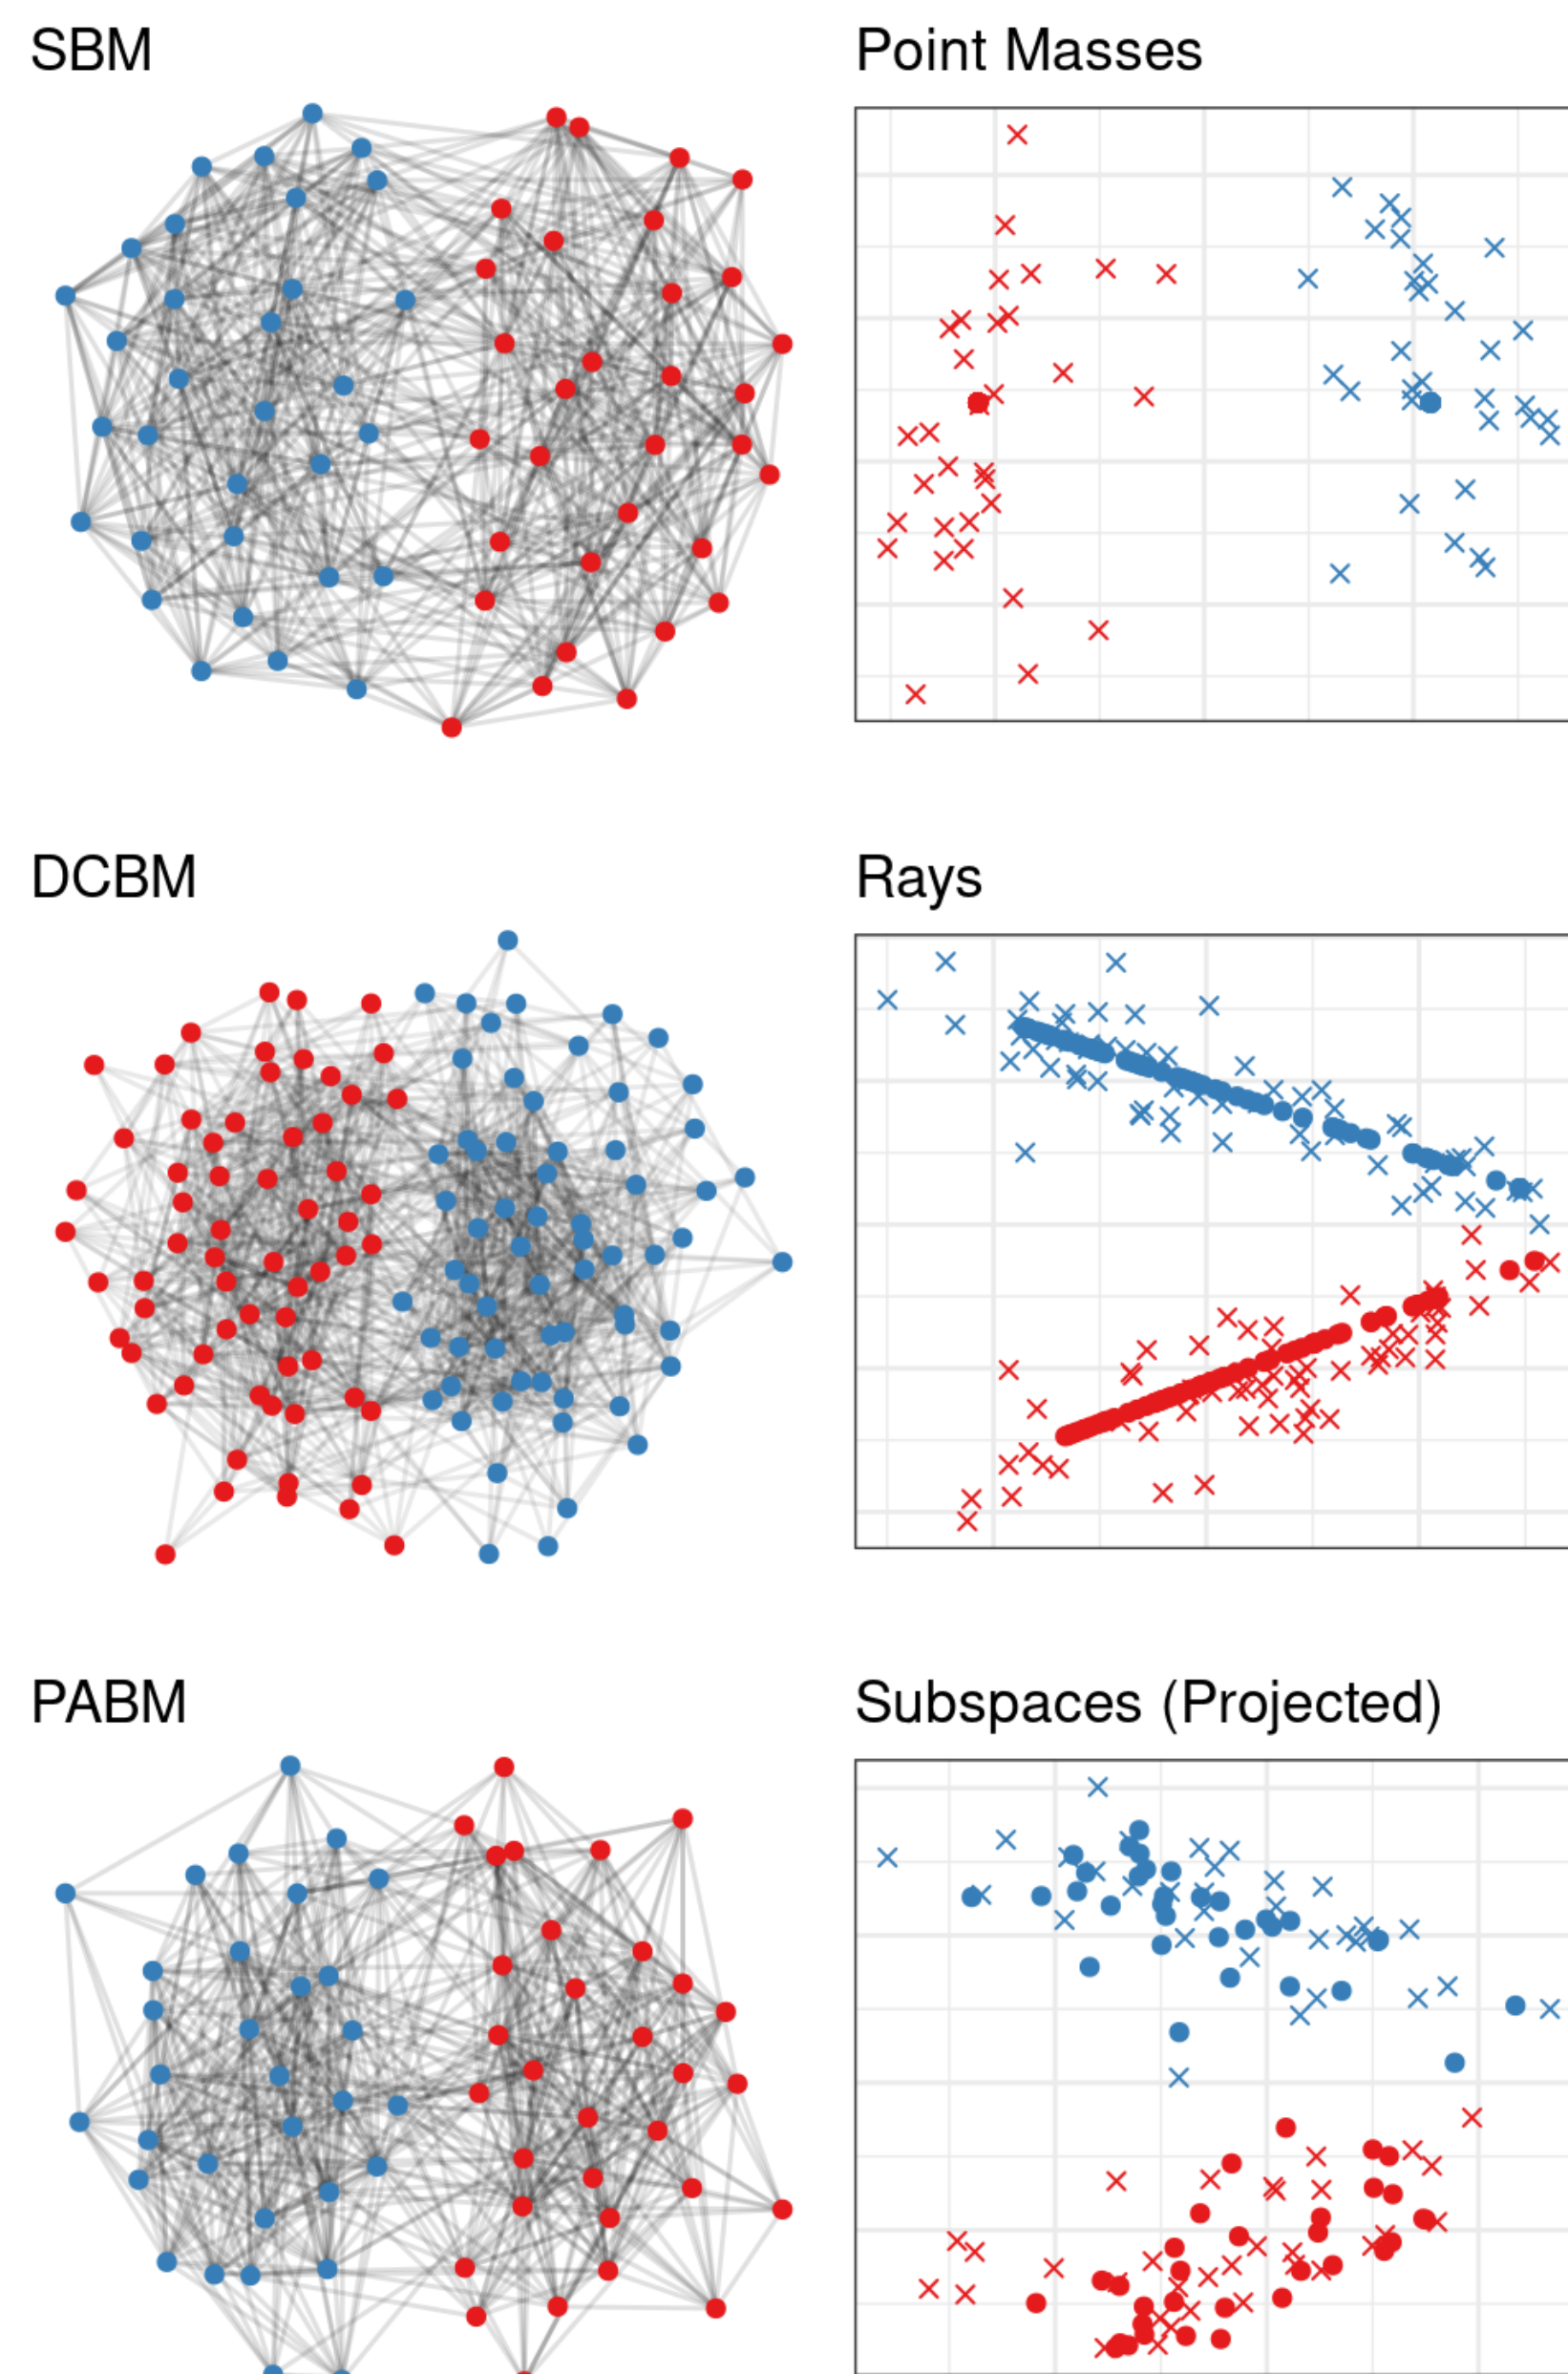 SBM
Point Masses
DCBM
Rays
PABM
Subspaces (Projected)